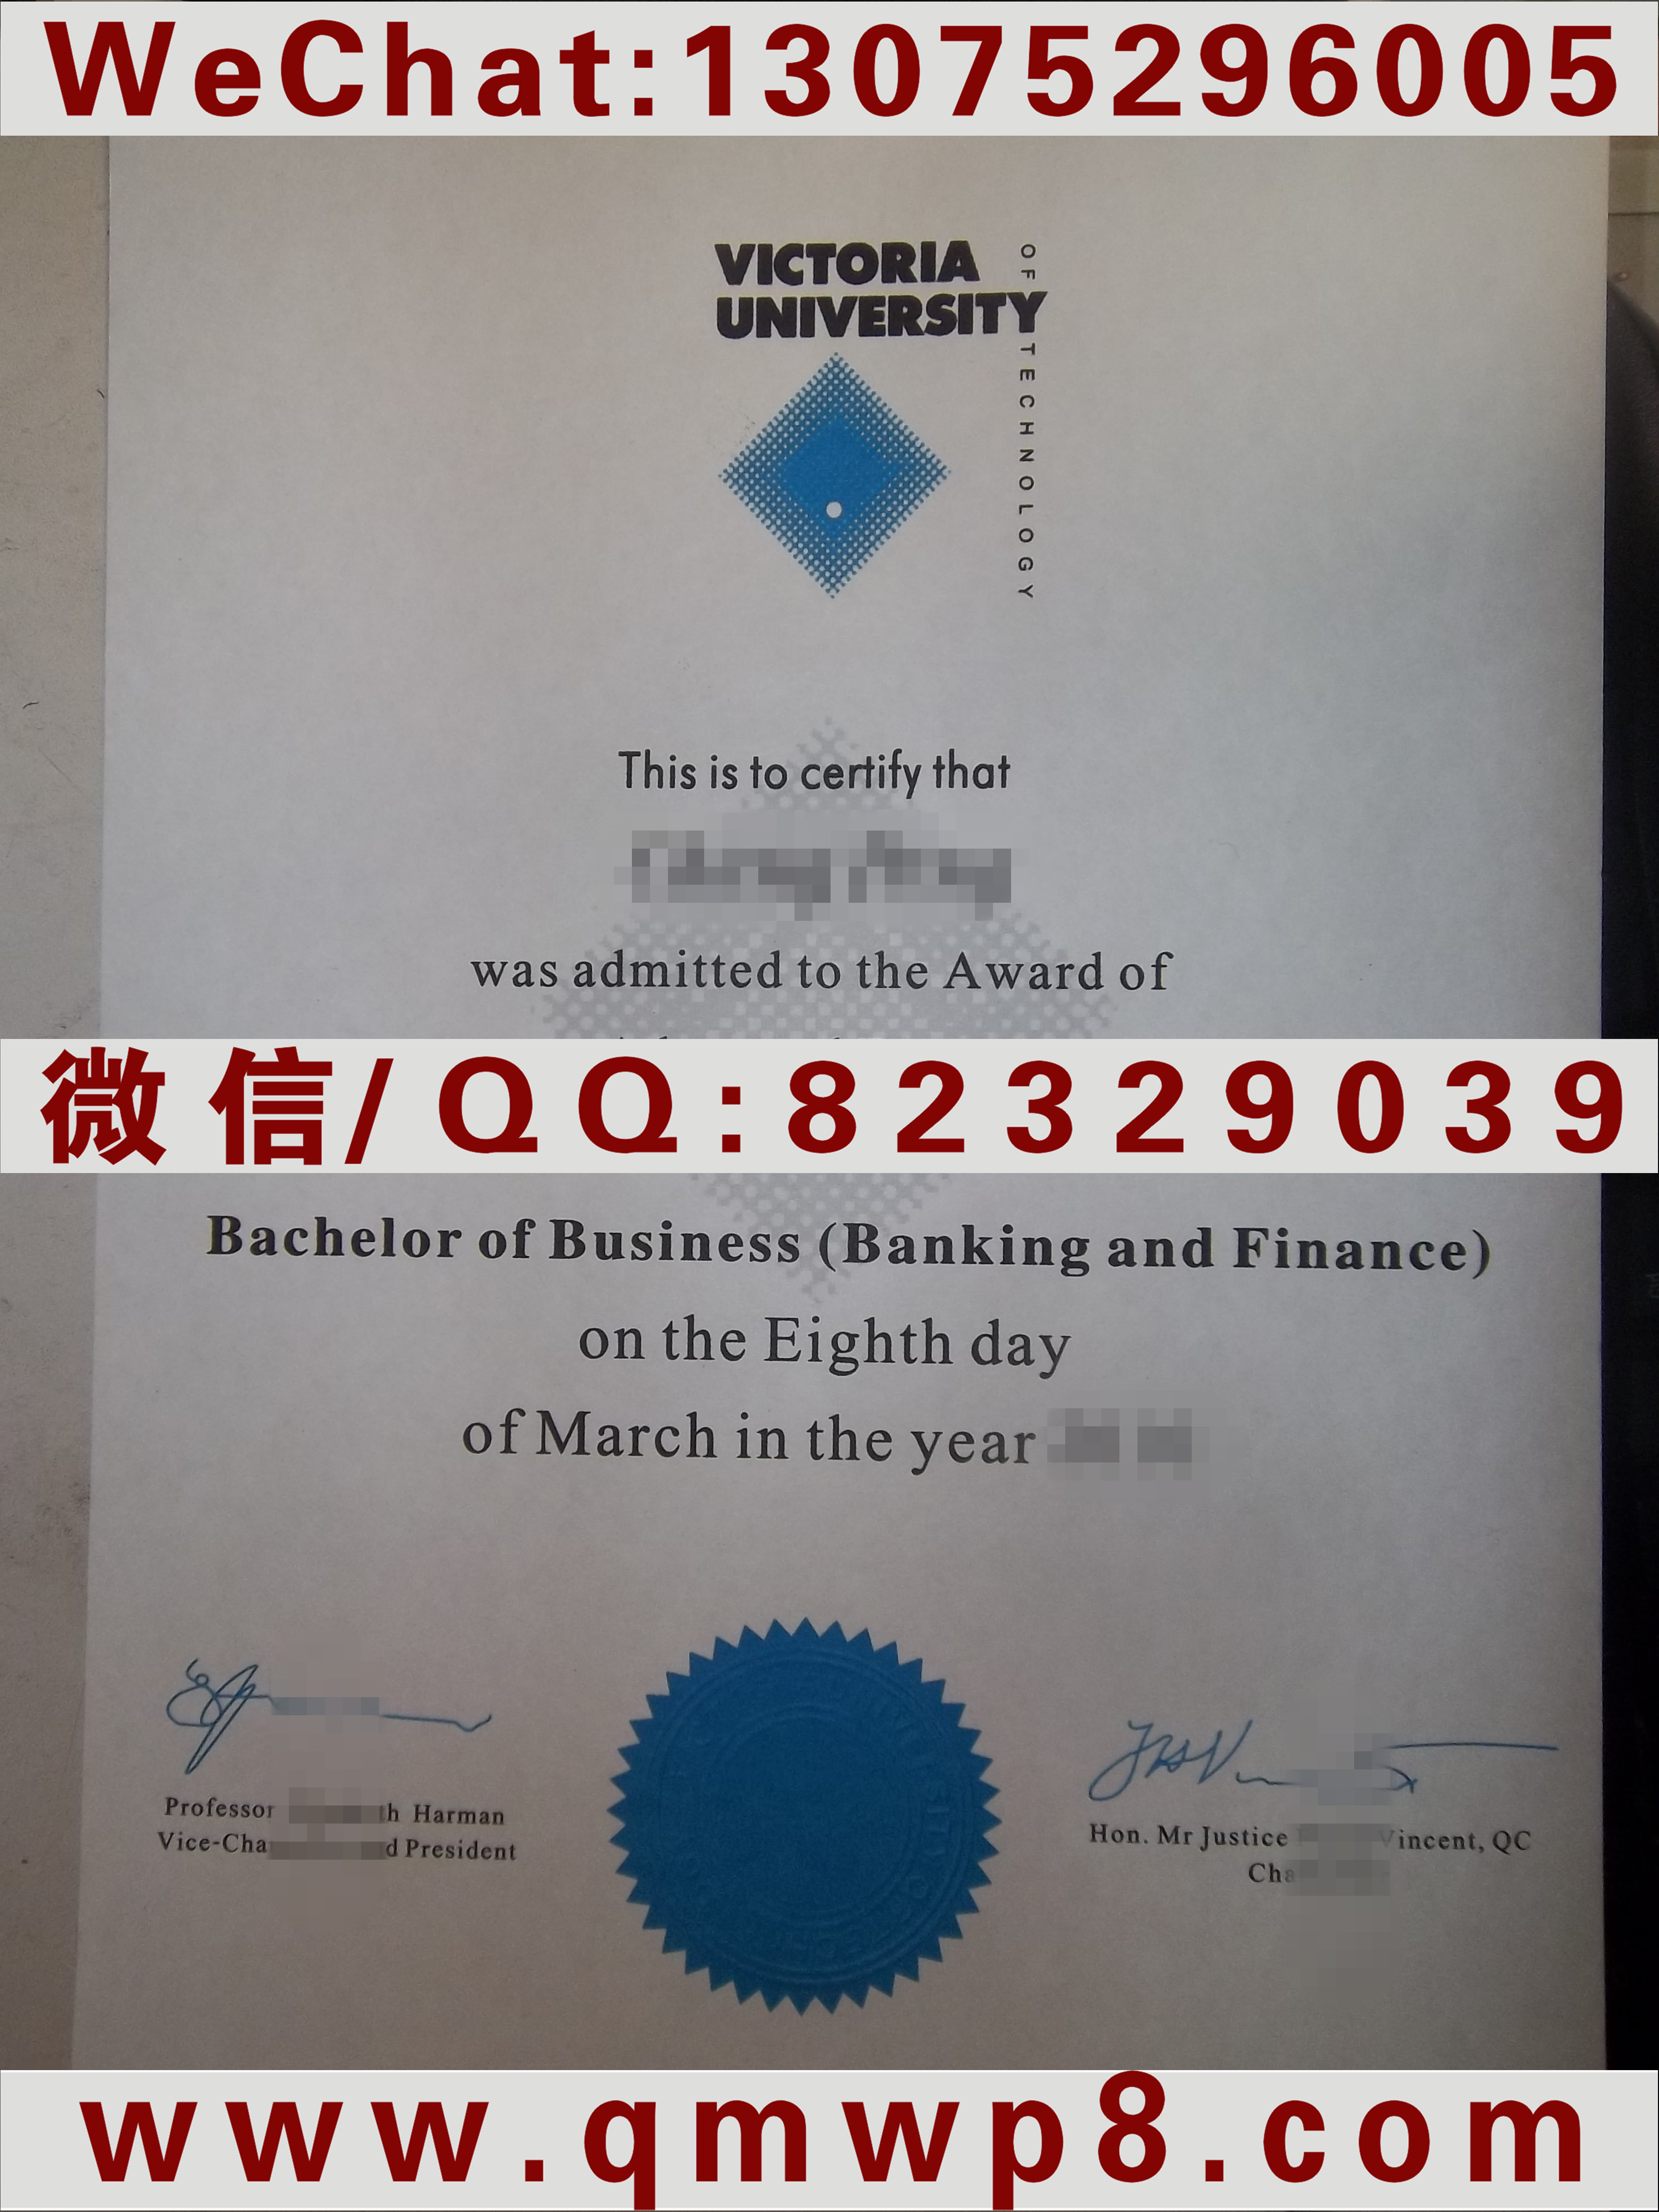 WeChat:13075296005
VICTORIA
UNIVERSITY
OF TECHNOLOGY
This is to certify that
was admitted to the Award of
微信/QQ:82329039
Bachelor of Business (Banking and Finance)
on the Eighth day
of March in the year
Professor Harman
Vice-Cha d President
Hon. Mr Justice Vincent, QC
Cha
www.qmwp8.com